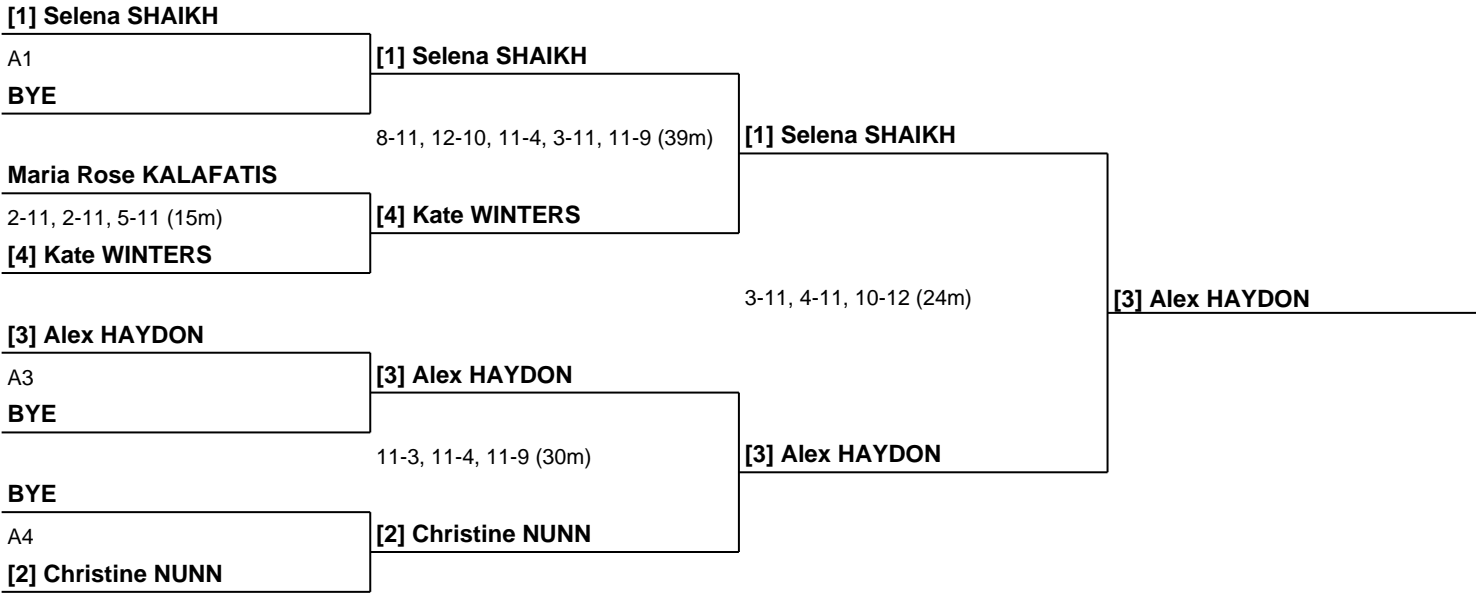 [1] Selena SHAIKH
A1
BYE
[1] Selena SHAIKH
8-11, 12-10, 11-4, 3-11, 11-9 (39m)
[1] Selena SHAIKH
Maria Rose KALAFATIS
2-11, 2-11, 5-11 (15m)
[4] Kate WINTERS
[4] Kate WINTERS
3-11, 4-11, 10-12 (24m)
[3] Alex HAYDON
[3] Alex HAYDON
A3
BYE
[3] Alex HAYDON
11-3, 11-4, 11-9 (30m)
[3] Alex HAYDON
BYE
A4
[2] Christine NUNN
[2] Christine NUNN